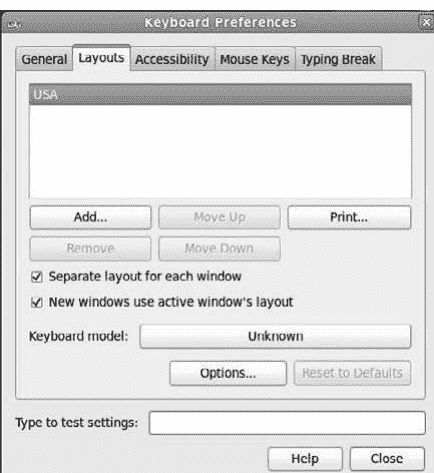 Keyboard Preferences
General Layouts Accessibility Mouse Keys Typing Break
USA
Add... Move Up Print...
Remove Move Down
Separate layout for each window
New windows use active window's layout
Keyboard model: Unknown
Options... Reset to Defaults
Type to test settings:
Help Close